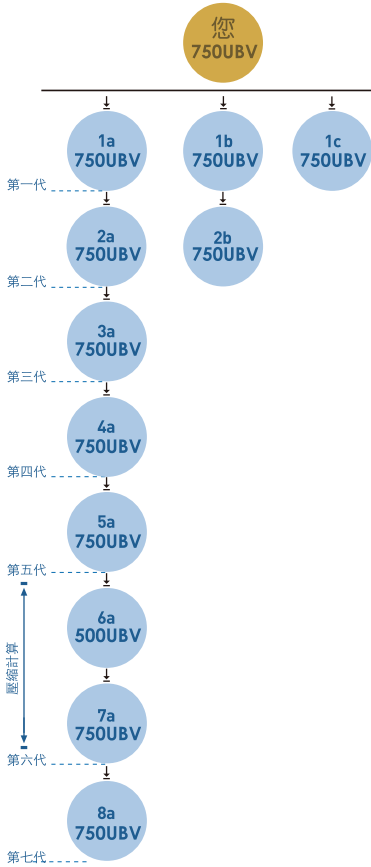 您
750UBV
1a
750UBV
1b
750UBV
1c
750UBV
第一代
2a
750UBV
2b
750UBV
第二代
3a
750UBV
第三代
4a
750UBV
第四代
5a
750UBV
第五代
6a
500UBV
壓縮計算
7a
750UBV
第六代
8a
750UBV
第七代